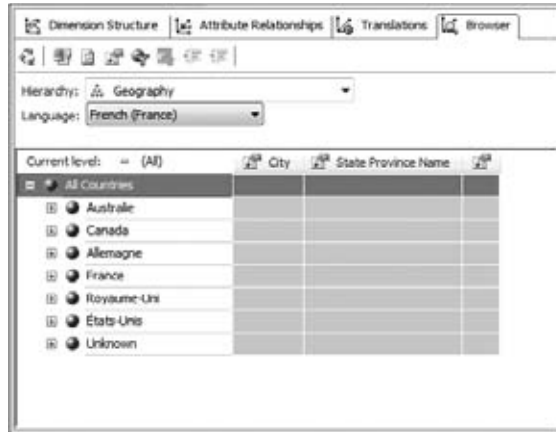 Dimension Structure Attribute Relationships Translations Browser
Hierarchy: Geography
Language: French (France)
Current level: (All) City State Province Name
All Countries
Australie
Canada
Allemagne
France
Royaume-Uni
États-Unis
Unknown